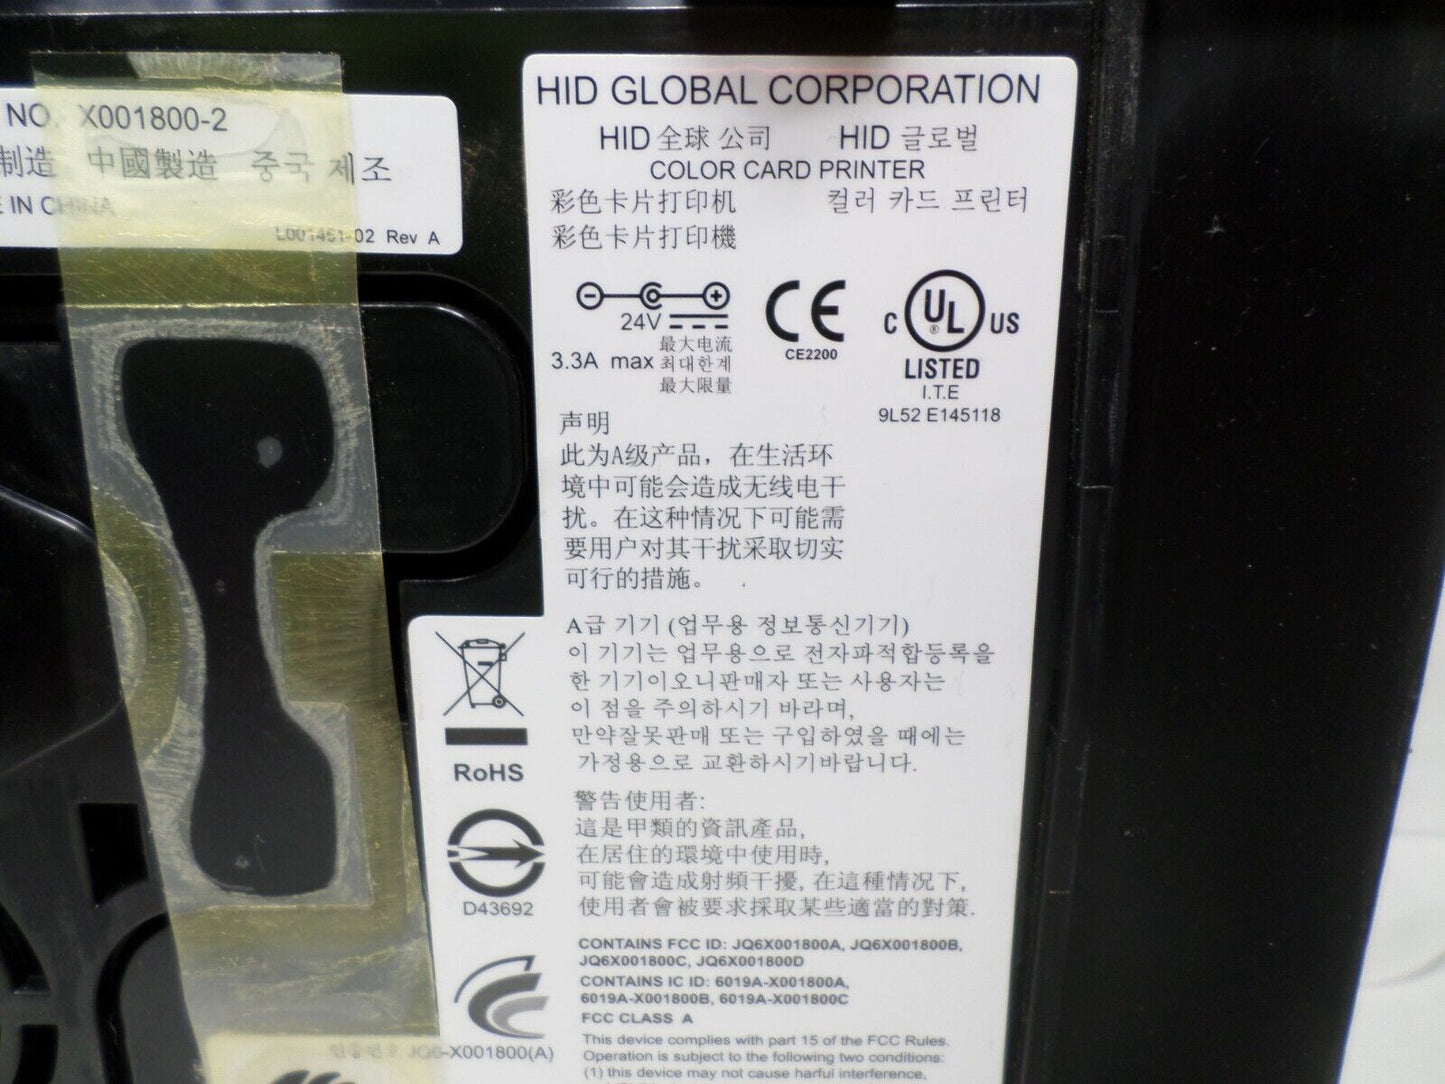 NO. X001800-2
制造 中國製造 중국 제조
E IN CHINA
L001451-02 Rev A
HID GLOBAL CORPORATION
HID 全球 公司 HID 글로벌
COLOR CARD PRINTER
彩色卡片打印机 컬러 카드 프린터
彩色卡片打印機
24V
3.3A max
最大电流
최대한계
最大限量
CE
CE2200
C UL ® US
LISTED
I.T.E
9L52 E145118
声明
此为A级产品，在生活环
境中可能会造成无线电干
扰。在这种情况下可能需
要用户对其干扰采取切实
可行的措施。
A급 기기 (업무용 정보통신기기)
이 기기는 업무용으로 전자파적합등록을
한 기기이오니판매자 또는 사용자는
이 점을 주의하시기 바라며,
만약잘못판매 또는 구입하였을 때에는
가정용으로 교환하시기바랍니다.
RoHS
警告使用者:
這是甲類的資訊產品,
在居住的環境中使用時,
可能會造成射頻干擾, 在這種情况下,
使用者會被要求採取某些適當的對策.
D43692
CONTAINS FCC ID: JQ6X001800A, JQ6X001800B,
JQ6X001800C, JQ6X001800D
CONTAINS IC ID: 6019A-X001800A,
6019A-X001800B, 6019A-X001800C
FCC CLASS A
This device complies with part 15 of the FCC Rules.
Operation is subject to the following two conditions:
(1) this device may not cause harmful interference,
JQ6-X001800(A)